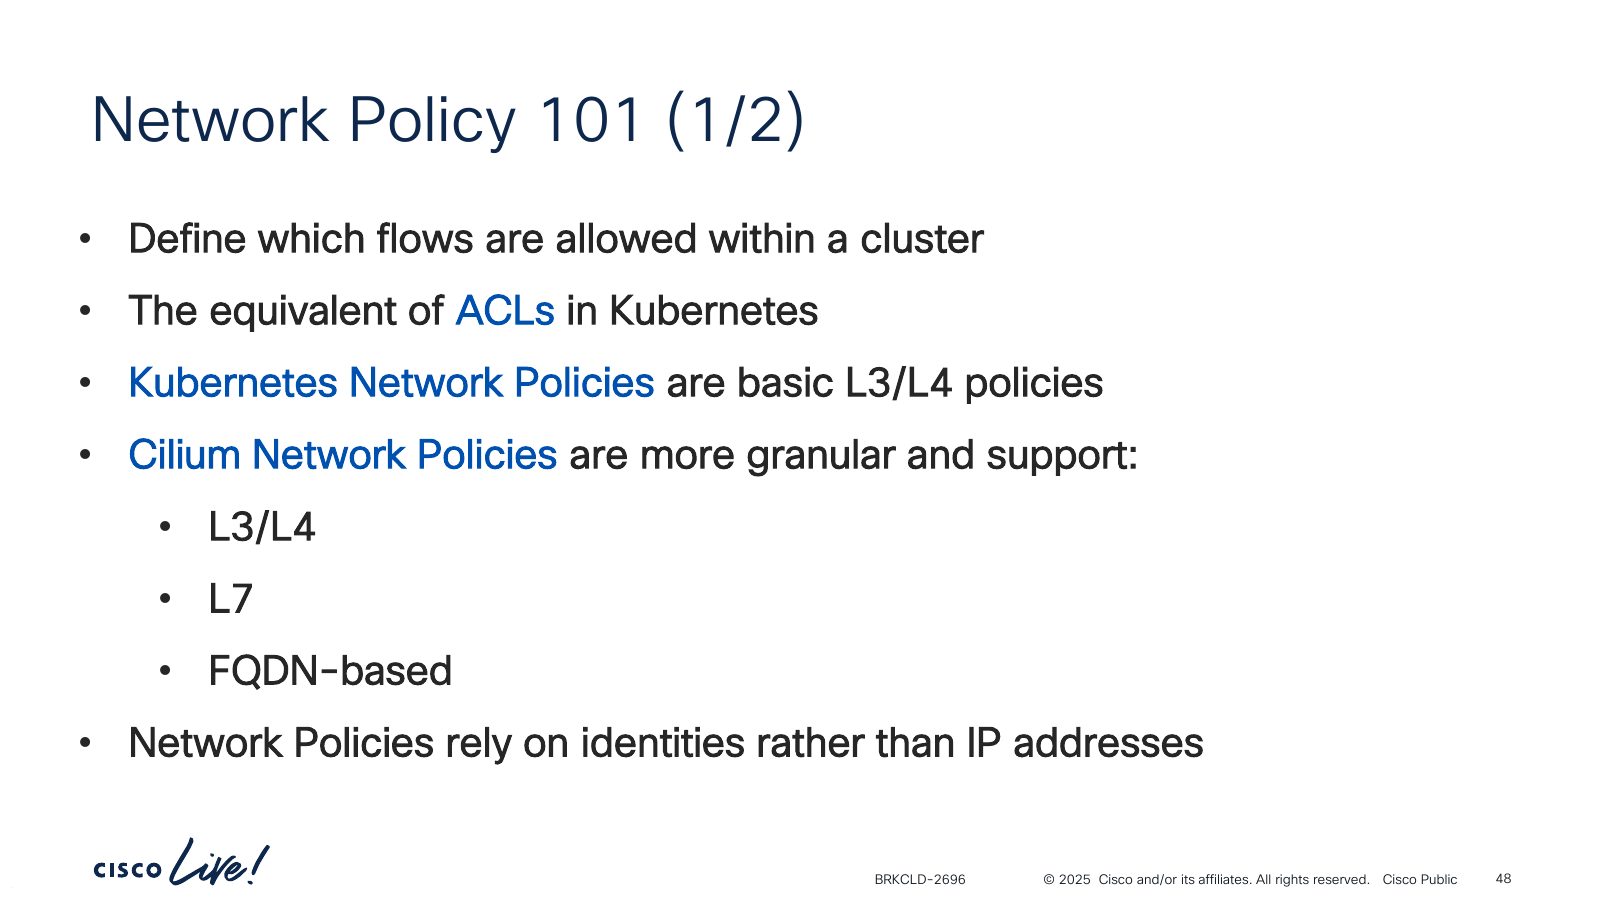 Network Policy 101 (1/2)
• Define which flows are allowed within a cluster
• The equivalent of ACLs in Kubernetes
• Kubernetes Network Policies are basic L3/L4 policies
• Cilium Network Policies are more granular and support:
• L3/L4
• L7
• FQDN-based
• Network Policies rely on identities rather than IP addresses
CISCO Live!
BRKCLD-2696 © 2025 Cisco and/or its affiliates. All rights reserved. Cisco Public 48